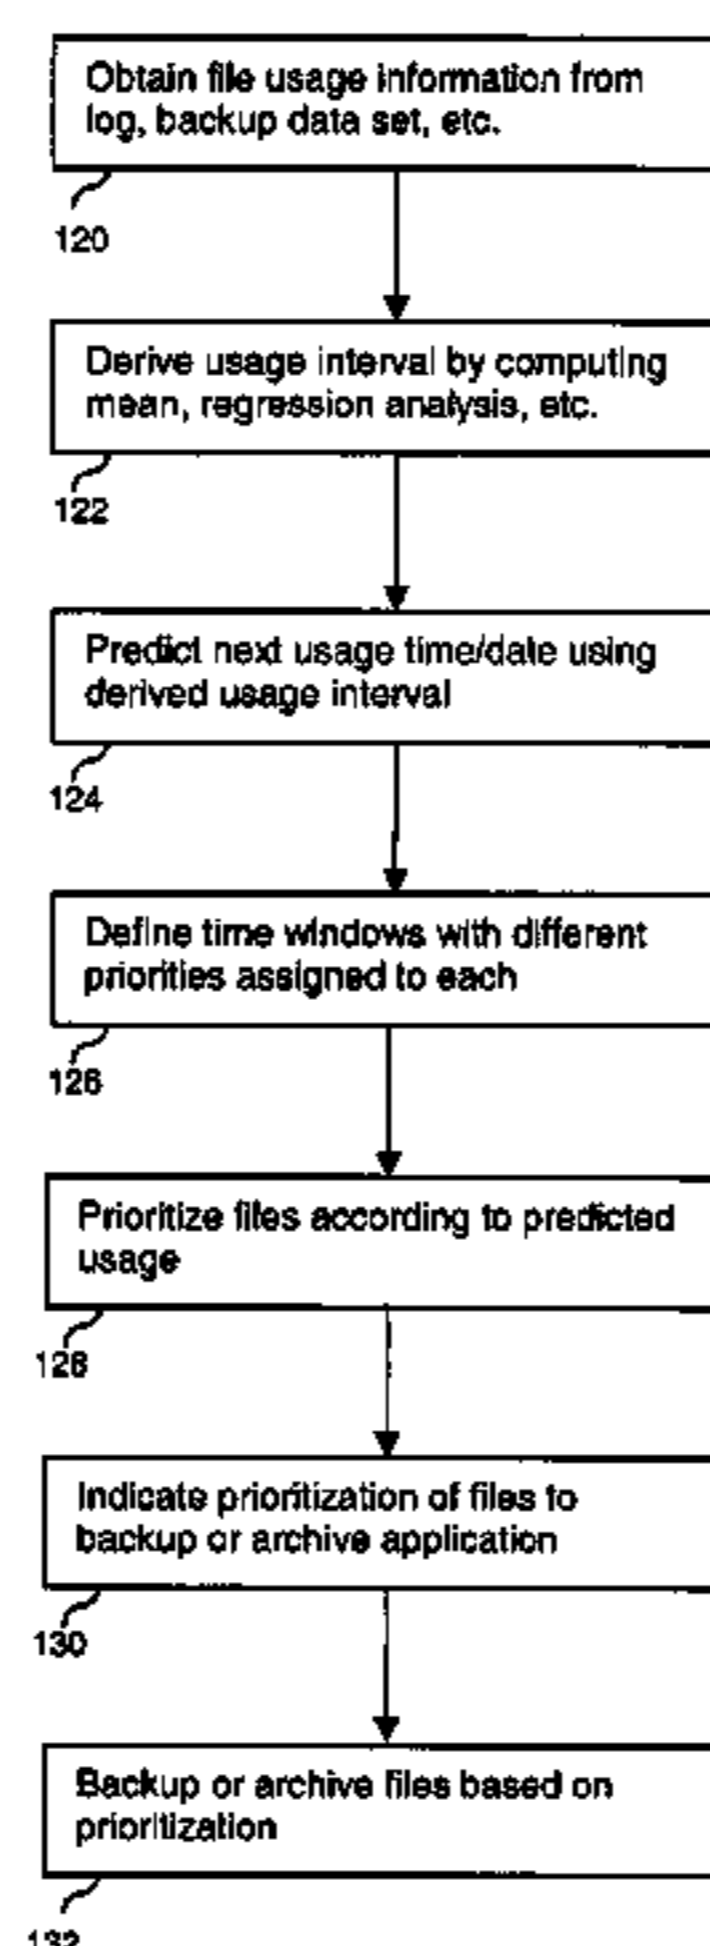 Obtain file usage information from
log, backup data set, etc.
120
Derive usage interval by computing
mean, regression analysis, etc.
122
Predict next usage time/date using
derived usage interval
124
Define time windows with different
priorities assigned to each
126
Prioritize files according to predicted
usage
128
Indicate prioritization of files to
backup or archive application
130
Backup or archive files based on
prioritization
132